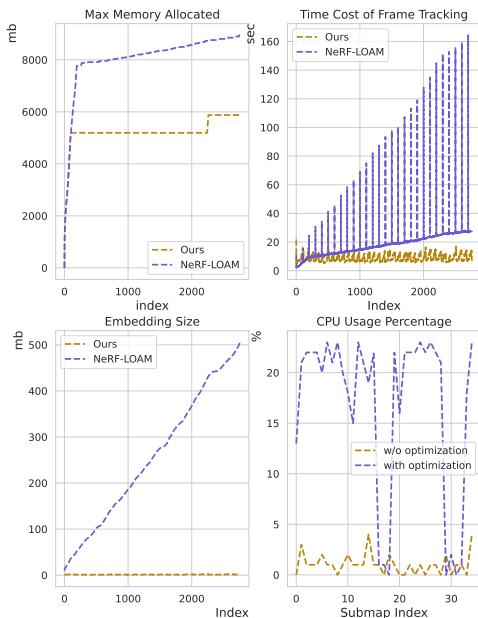 Max Memory Allocated
mb
8000
6000
4000
2000
0
Ours
NeRF-LOAM
0
1000
2000
index
Time Cost of Frame Tracking
sec
160
140
120
100
80
60
40
20
0
Ours
NeRF-LOAM
0
1000
2000
Index
Embedding Size
mb
500
400
300
200
100
0
Ours
NeRF-LOAM
0
1000
2000
Index
CPU Usage Percentage
%
20
15
10
5
0
w/o optimization
with optimization
0
10
20
30
Submap Index